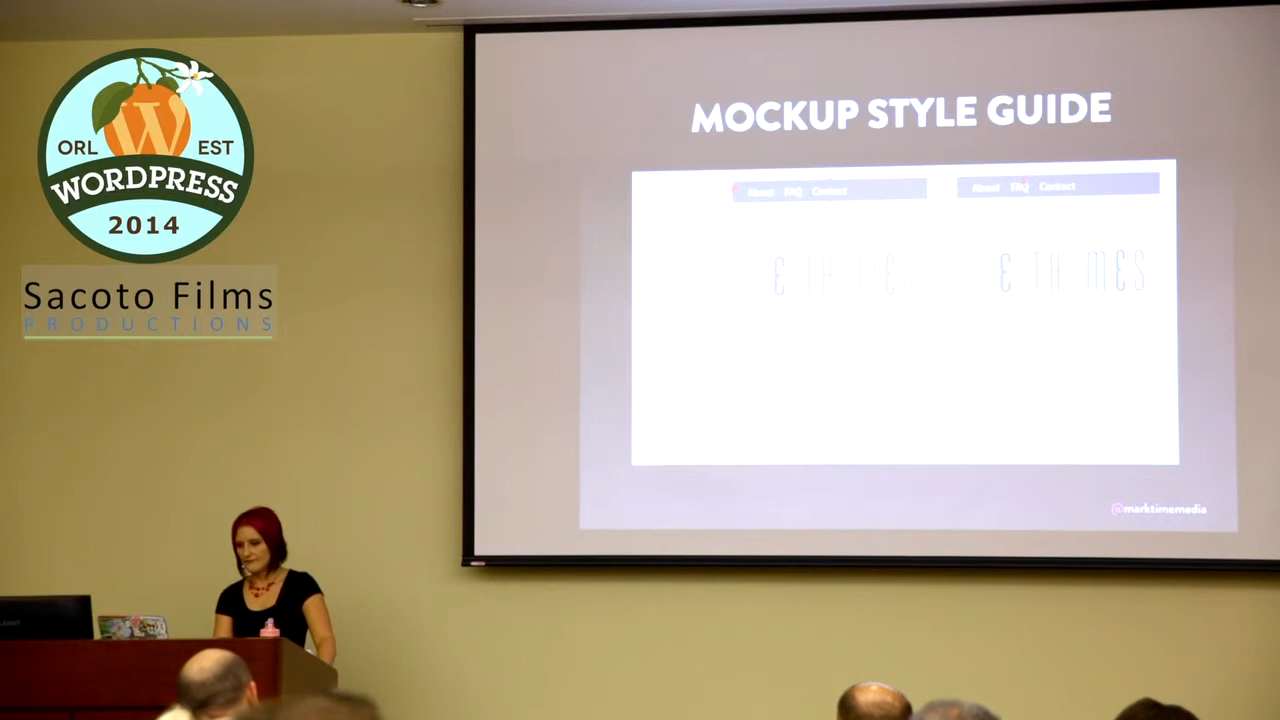 ORL EST
WORDPRESS
2014
Sacoto Films
PRODUCTIONS
MOCKUP STYLE GUIDE
About FAQ Contact
About FAQ Contact
@marktimemedia